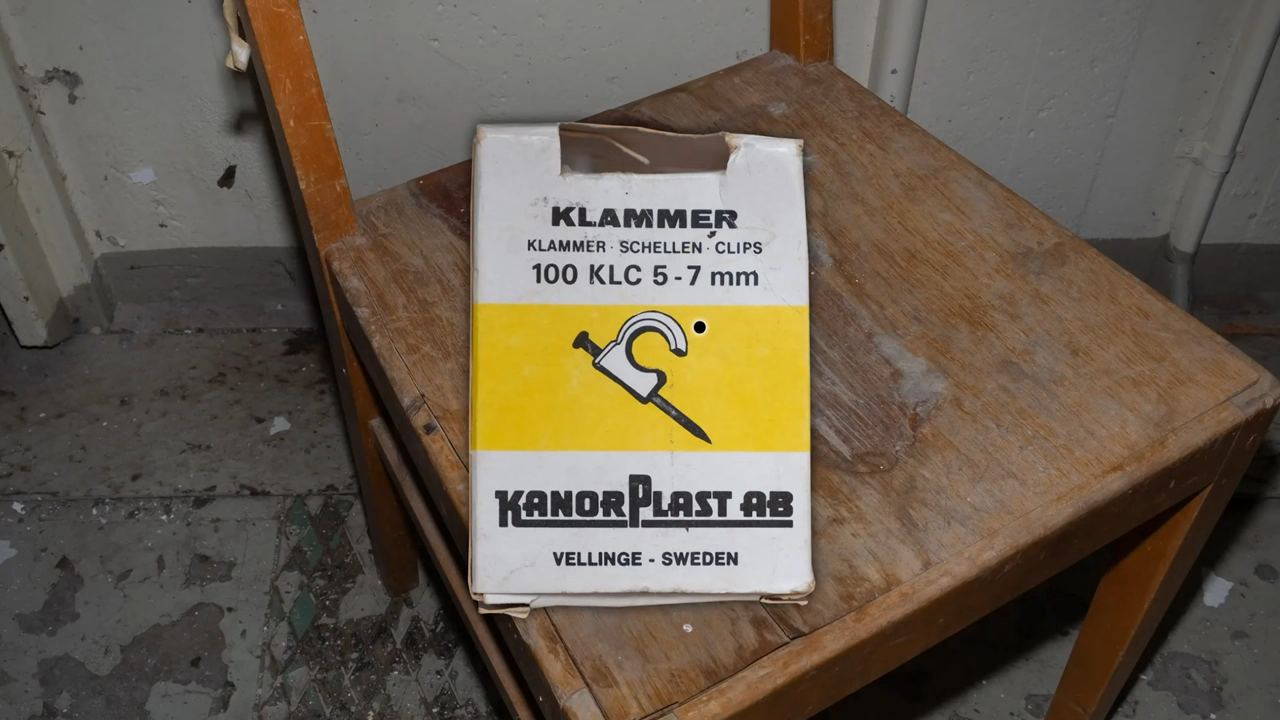 KLAMMER
KLAMMER · SCHELLEN · CLIPS
100 KLC 5-7 mm
KANORPLAST AB
VELLINGE - SWEDEN